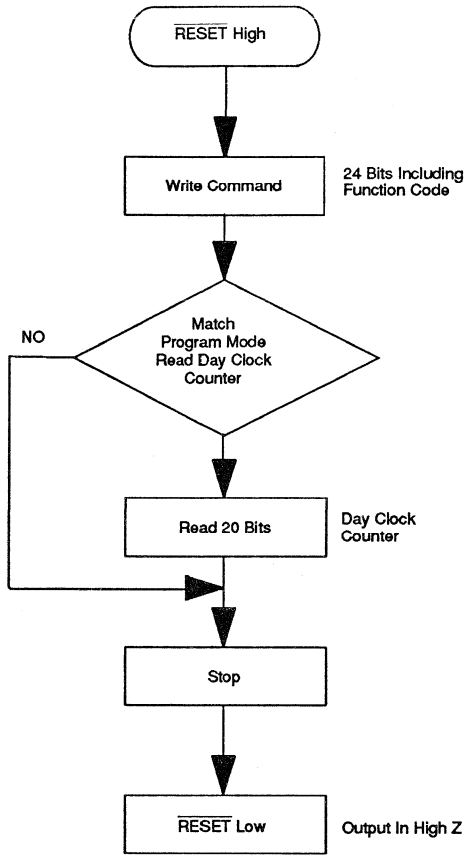 RESET High
Write Command
24 Bits Including
Function Code
Match
Program Mode
Read Day Clock
Counter
NO
Read 20 Bits
Day Clock
Counter
Stop
RESET Low
Output In High Z